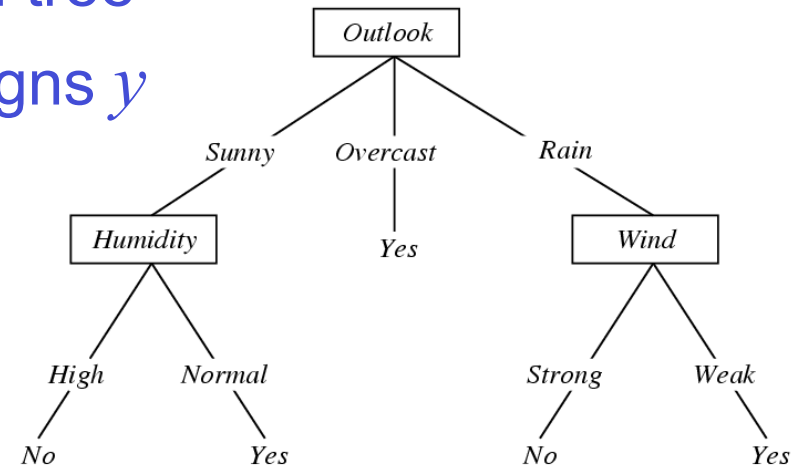 tree
Outlook
gns y
Sunny Overcast Rain
Humidity Yes Wind
High Normal Strong Weak
No Yes No Yes